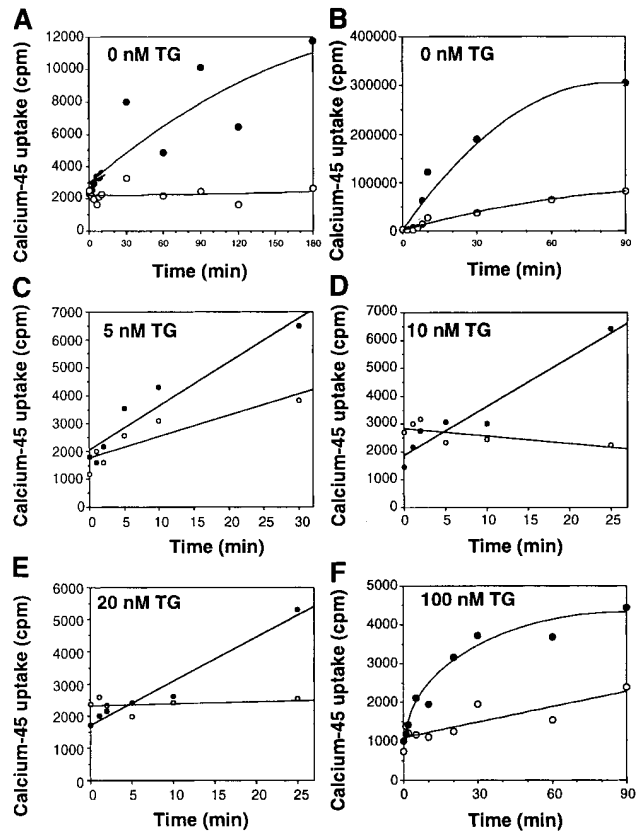 A
0 nM TG
Calcium-45 uptake (cpm)
12000
10000
8000
6000
4000
2000
0
0 30 60 90 120 150 180
Time (min)
B
0 nM TG
Calcium-45 uptake (cpm)
400000
300000
200000
100000
0
0 30 60 90
Time (min)
C
5 nM TG
Calcium-45 uptake (cpm)
7000
6000
5000
4000
3000
2000
1000
0
0 5 10 15 20 25 30
Time (min)
D
10 nM TG
Calcium-45 uptake (cpm)
7000
6000
5000
4000
3000
2000
1000
0
0 5 10 15 20 25
Time (min)
E
20 nM TG
Calcium-45 uptake (cpm)
6000
5000
4000
3000
2000
1000
0
0 5 10 15 20 25
Time (min)
F
100 nM TG
Calcium-45 uptake (cpm)
5000
4000
3000
2000
1000
0
0 30 60 90
Time (min)